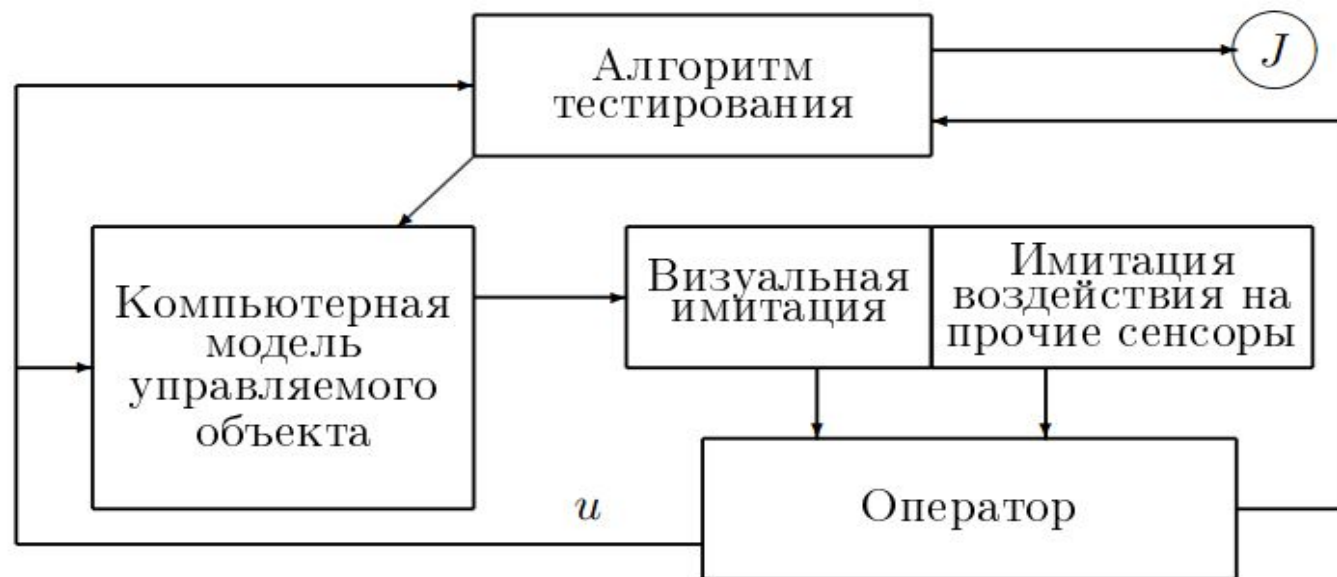 Алгоритм
тестирования
J
Компьютерная
модель
управляемого
объекта
Визуальная
имитация
Имитация
воздействия на
прочие сенсоры
u
Оператор